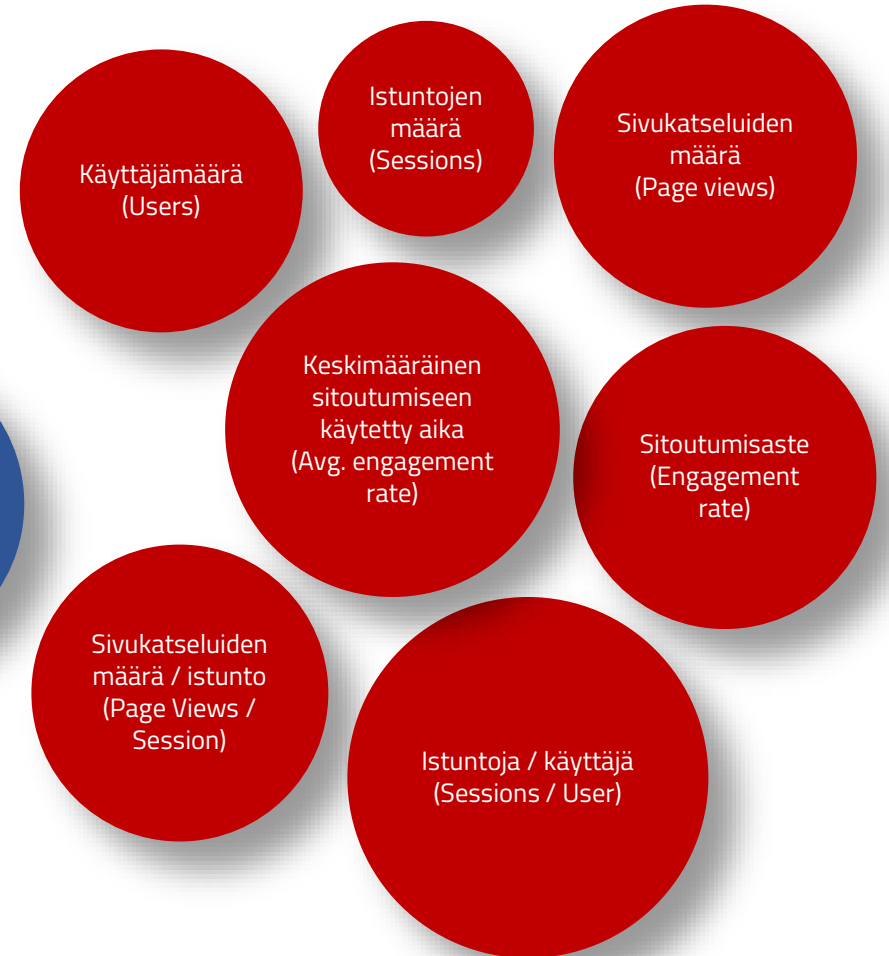 Istuntojen
määrä
(Sessions)
Sivukatseluiden
määrä
(Page views)
Käyttäjämäärä
(Users)
Keskimääräinen
sitoutumiseen
käytetty aika
(Avg. engagement
rate)
Sitoutumisaste
(Engagement
rate)
Sivukatseluiden
määrä / istunto
(Page Views /
Session)
Istuntoja / käyttäjä
(Sessions / User)